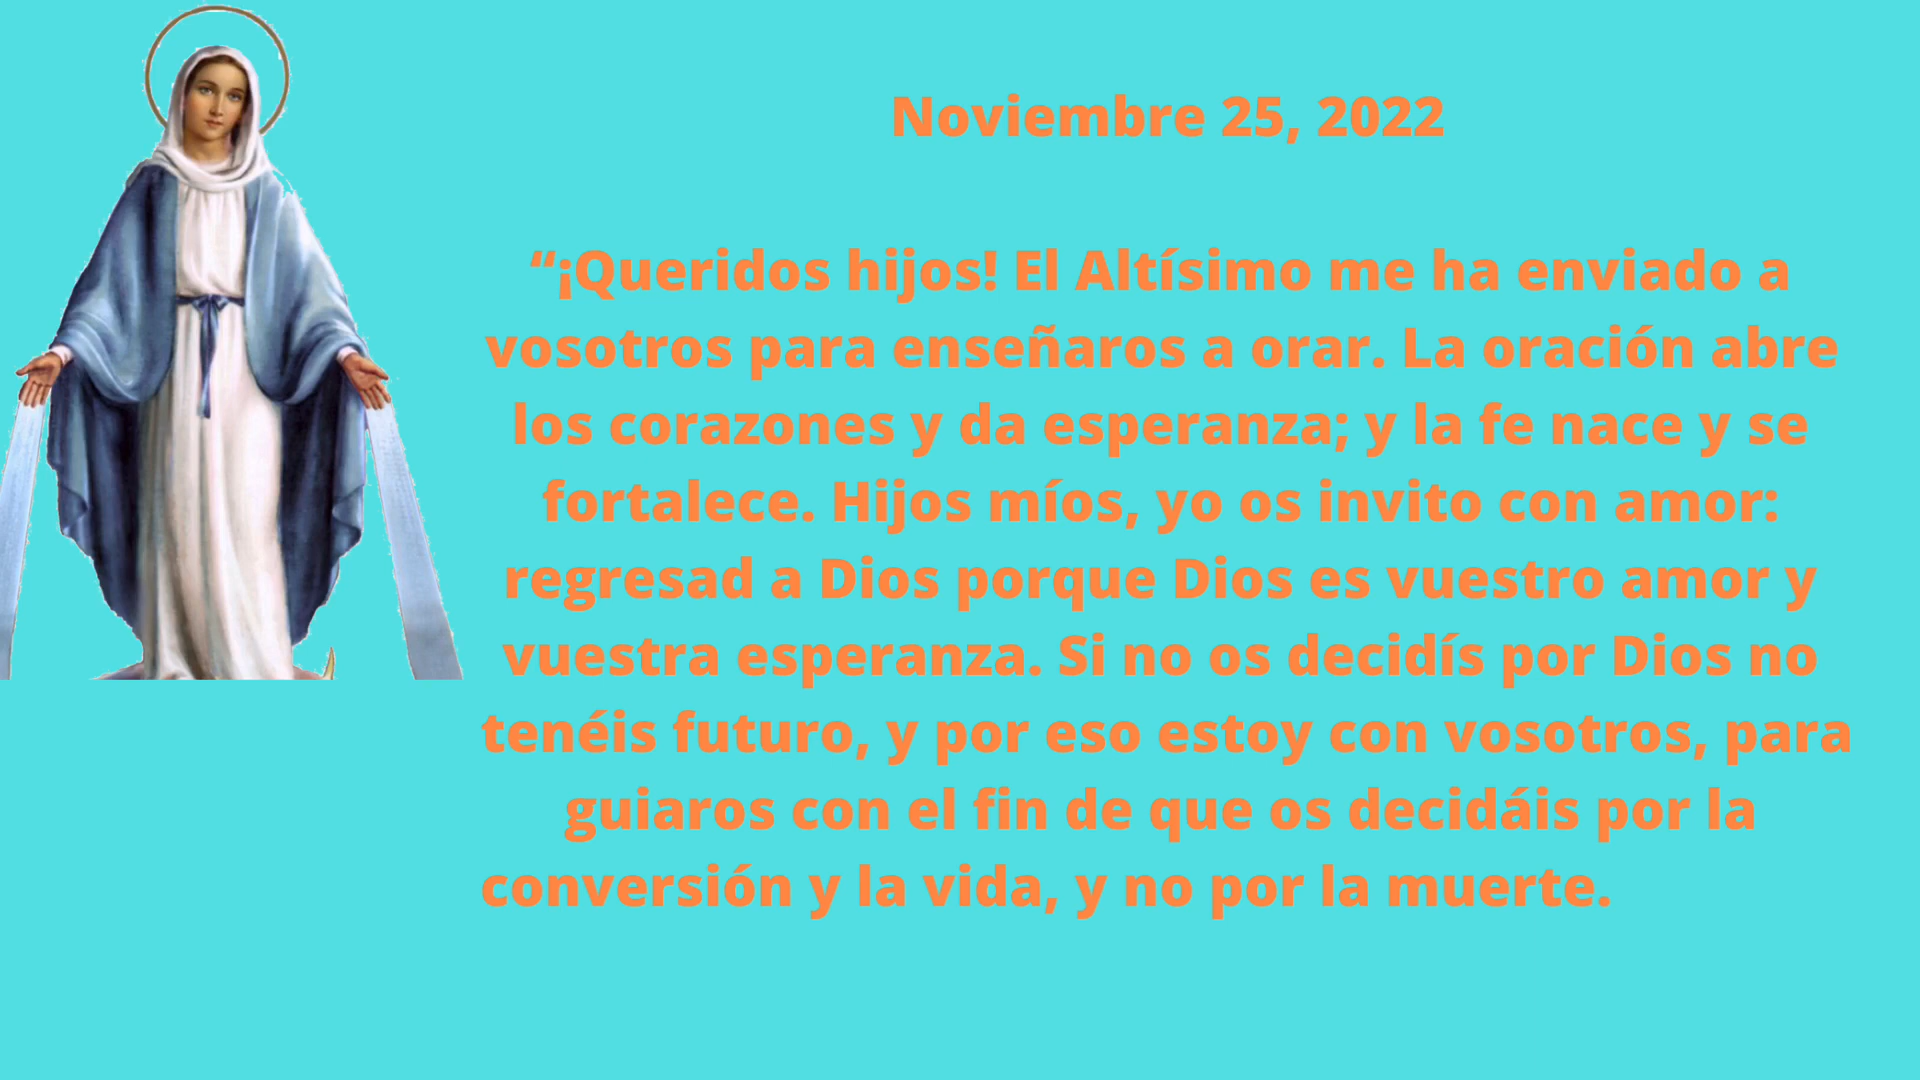 Noviembre 25, 2022
“¡Queridos hijos! El Altísimo me ha enviado a
vosotros para enseñaros a orar. La oración abre
los corazones y da esperanza; y la fe nace y se
fortalece. Hijos míos, yo os invito con amor:
regresad a Dios porque Dios es vuestro amor y
vuestra esperanza. Si no os decidís por Dios no
tenéis futuro, y por eso estoy con vosotros, para
guiaros con el fin de que os decidáis por la
conversión y la vida, y no por la muerte.